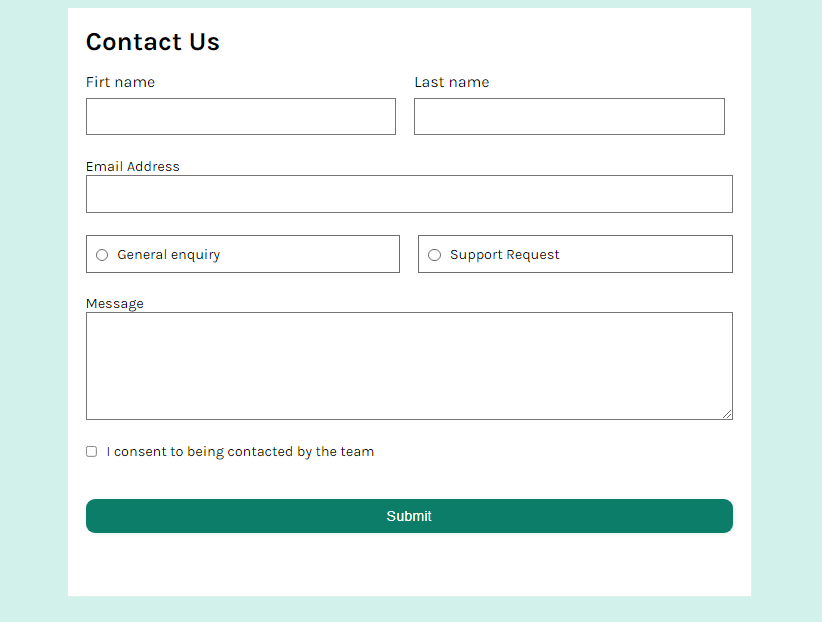 Contact Us
Firt name
Last name
Email Address
General enquiry
Support Request
Message
I consent to being contacted by the team
Submit